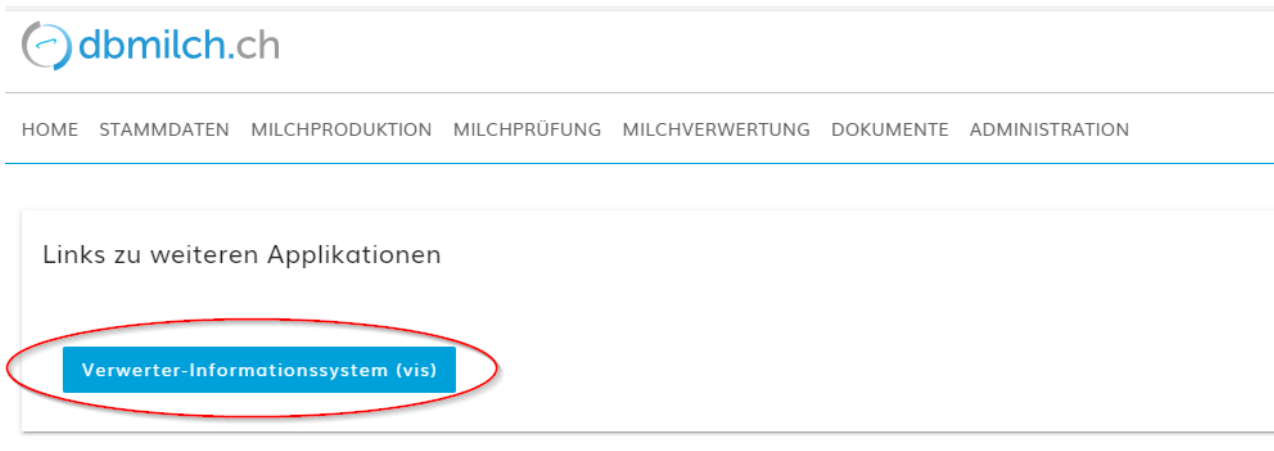 dbmilch.ch
HOME STAMMDATEN MILCHPRODUKTION MILCHPRÜFUNG MILCHVERWERTUNG DOKUMENTE ADMINISTRATION
Links zu weiteren Applikationen
Verwerter-Informationssystem (vis)